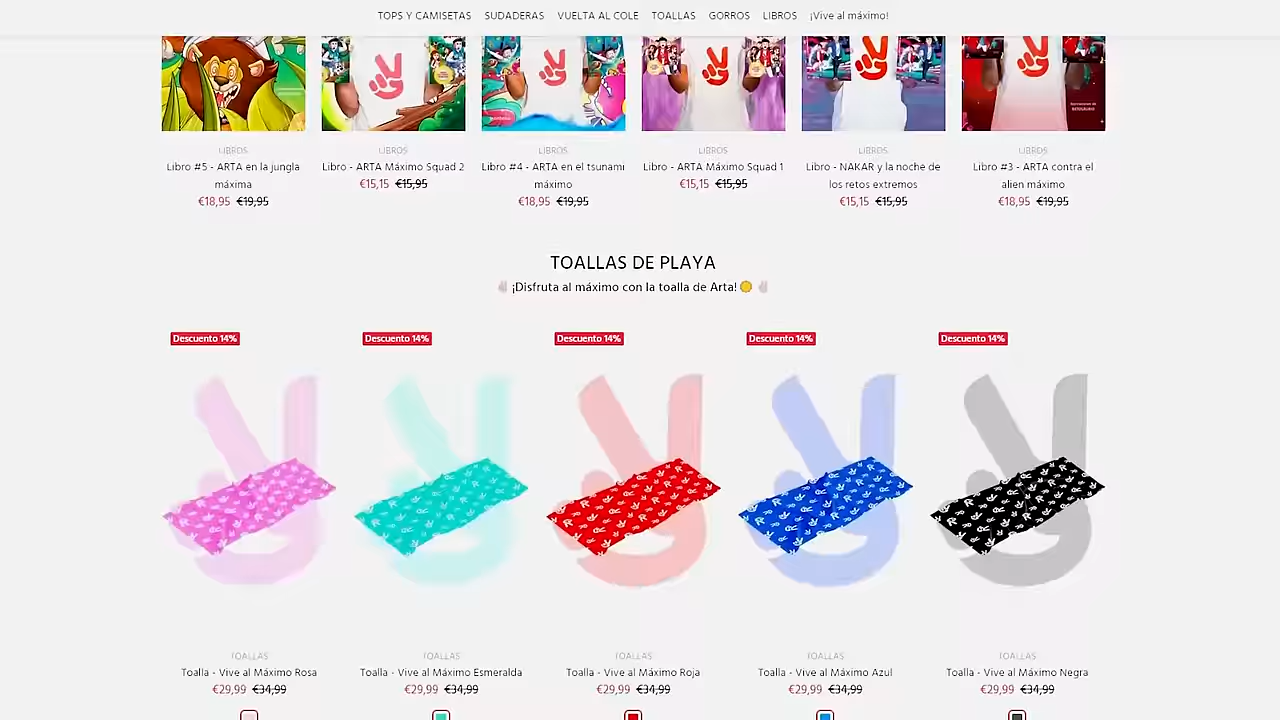 TOPS Y CAMISETAS SUDADERAS VUELTA AL COLE TOALLAS GORROS LIBROS ¡Vive al máximo!
LIBROS
Libro #5 - ARTA en la jungla
máxima
€18,95 €19,95
LIBROS
Libro - ARTA Máximo Squad 2
€15,15 €15,95
LIBROS
Libro #4 - ARTA en el tsunami
máximo
€18,95 €19,95
LIBROS
Libro - ARTA Máximo Squad 1
€15,15 €15,95
LIBROS
Libro - NAKAR y la noche de
los retos extremos
€15,15 €15,95
LIBROS
Libro #3 - ARTA contra el
alien máximo
€18,95 €19,95
TOALLAS DE PLAYA
¡Disfruta al máximo con la toalla de Arta!
Descuento 14%
Descuento 14%
Descuento 14%
Descuento 14%
Descuento 14%
TOALLAS
Toalla - Vive al Máximo Rosa
€29,99 €34,99
TOALLAS
Toalla - Vive al Máximo Esmeralda
€29,99 €34,99
TOALLAS
Toalla - Vive al Máximo Roja
€29,99 €34,99
TOALLAS
Toalla - Vive al Máximo Azul
€29,99 €34,99
TOALLAS
Toalla - Vive al Máximo Negra
€29,99 €34,99